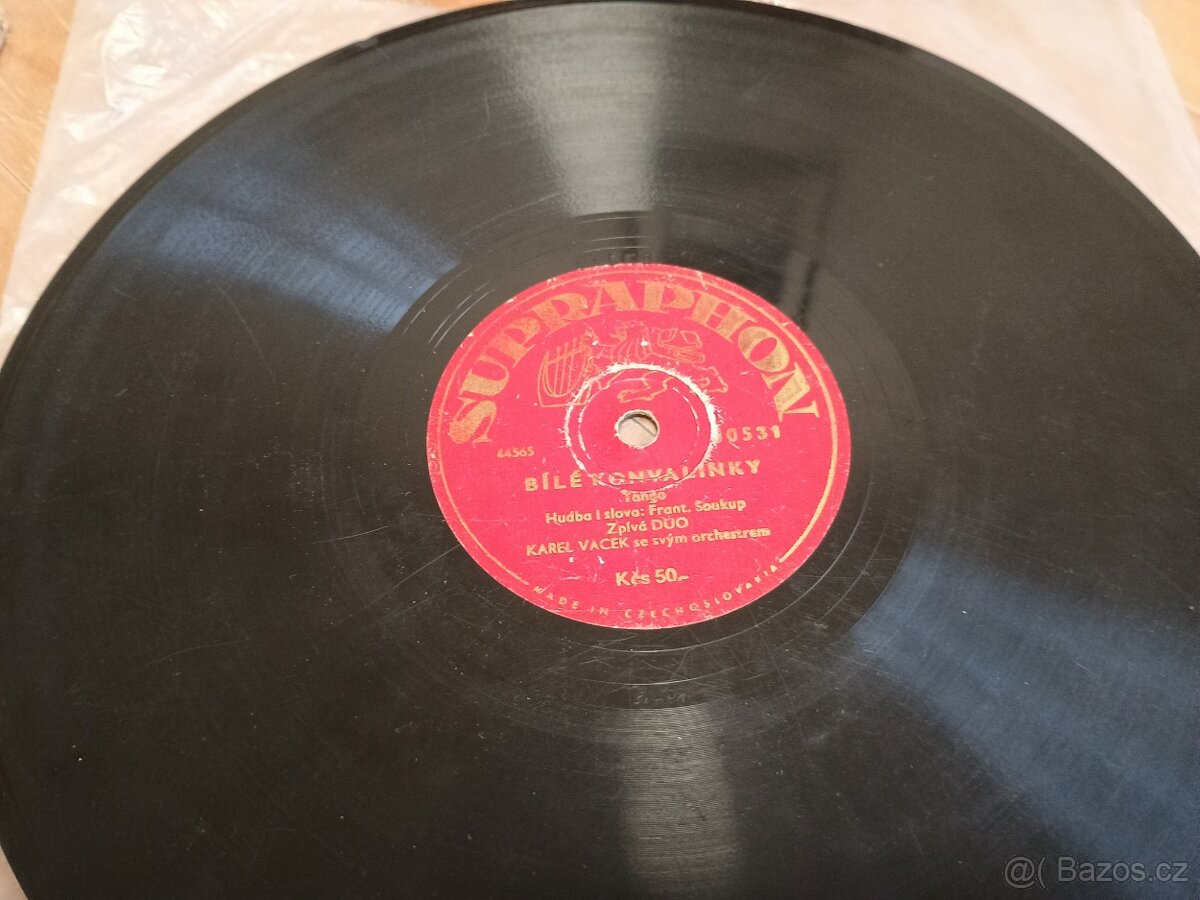 SUPRAPHON
44565
0531
BÍLÉ KONVALINKY
Tango
Hudba i slova: Frant. Soukup
Zpívá DUO
KAREL VACEK se svým orchestrem
Kčs 50.-
MADE IN CZECHOSLOVAKIA
@( Bazos.cz